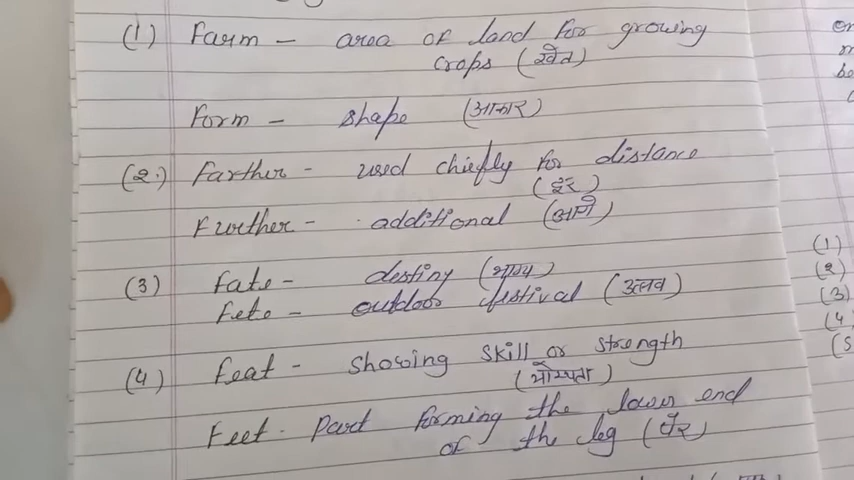 (1) Farm - area of land for growing
crops (खेत)
Form - shape (आकार)
(2.) Farther - used chiefly for distance
(दूर)
Further - additional (आगे)
(3) Fate - destiny (भाग्य)
Fete - outdoor festival (उत्सव)
(4) Feat - showing skill or strength
(योग्यता)
Feet - Part forming the lower end
of the leg (पैर)
(1)
(2)
(3)
(4
(5